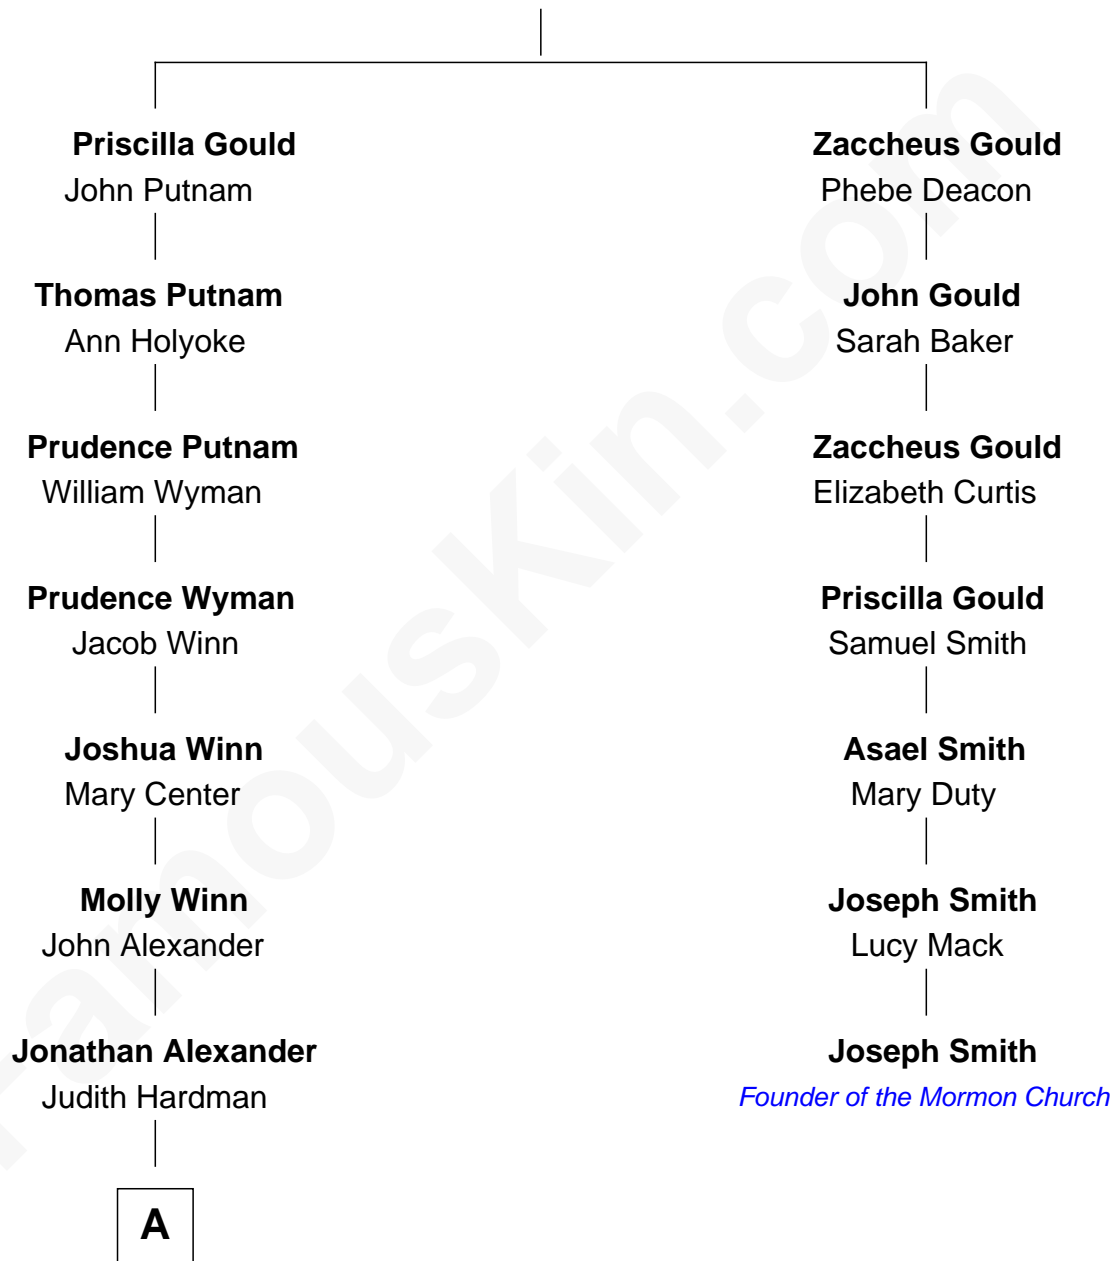 Priscilla Gould
John Putnam
Zaccheus Gould
Phebe Deacon
Thomas Putnam
Ann Holyoke
John Gould
Sarah Baker
Prudence Putnam
William Wyman
Zaccheus Gould
Elizabeth Curtis
Prudence Wyman
Jacob Winn
Priscilla Gould
Samuel Smith
Joshua Winn
Mary Center
Asael Smith
Mary Duty
Molly Winn
John Alexander
Joseph Smith
Lucy Mack
Jonathan Alexander
Judith Hardman
Joseph Smith
Founder of the Mormon Church
A
FamousKin.com